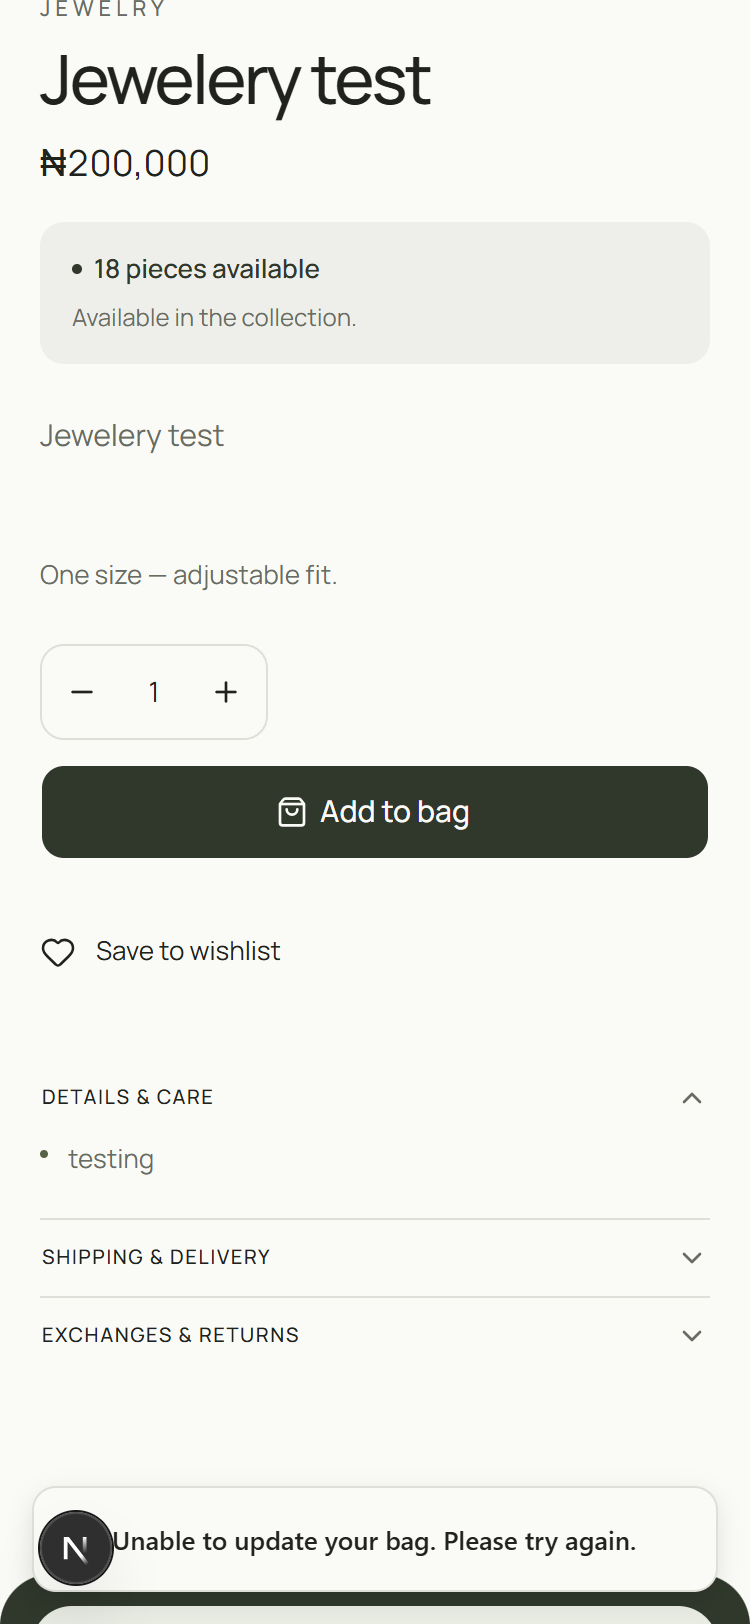 JEWELRY
Jewelery test
₦200,000
18 pieces available
Available in the collection.
Jewelery test
One size — adjustable fit.
1
Add to bag
Save to wishlist
DETAILS & CARE
testing
SHIPPING & DELIVERY
EXCHANGES & RETURNS
N
Unable to update your bag. Please try again.